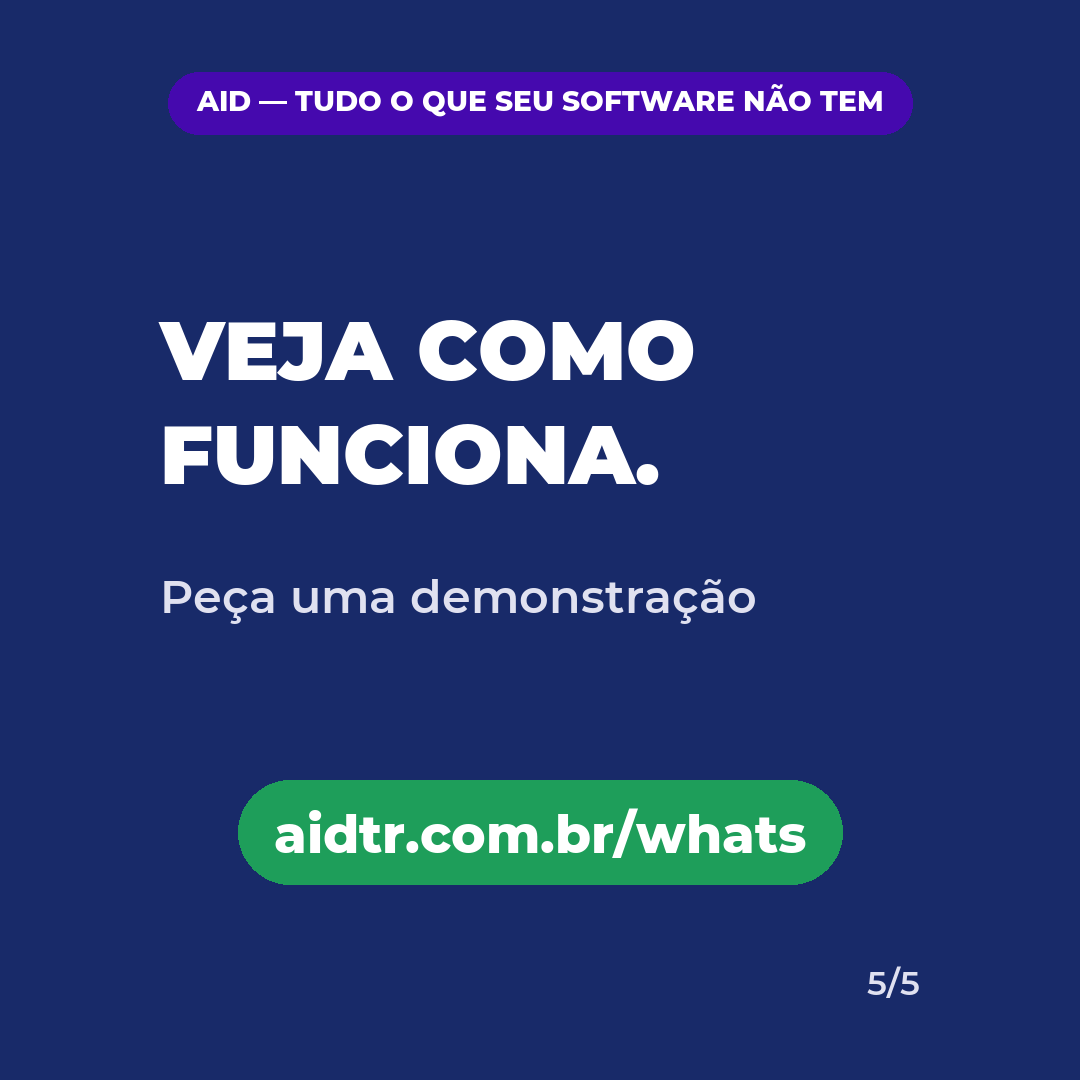 AID — TUDO O QUE SEU SOFTWARE NÃO TEM
VEJA COMO
FUNCIONA.
Peça uma demonstração
aidtr.com.br/whats
5/5